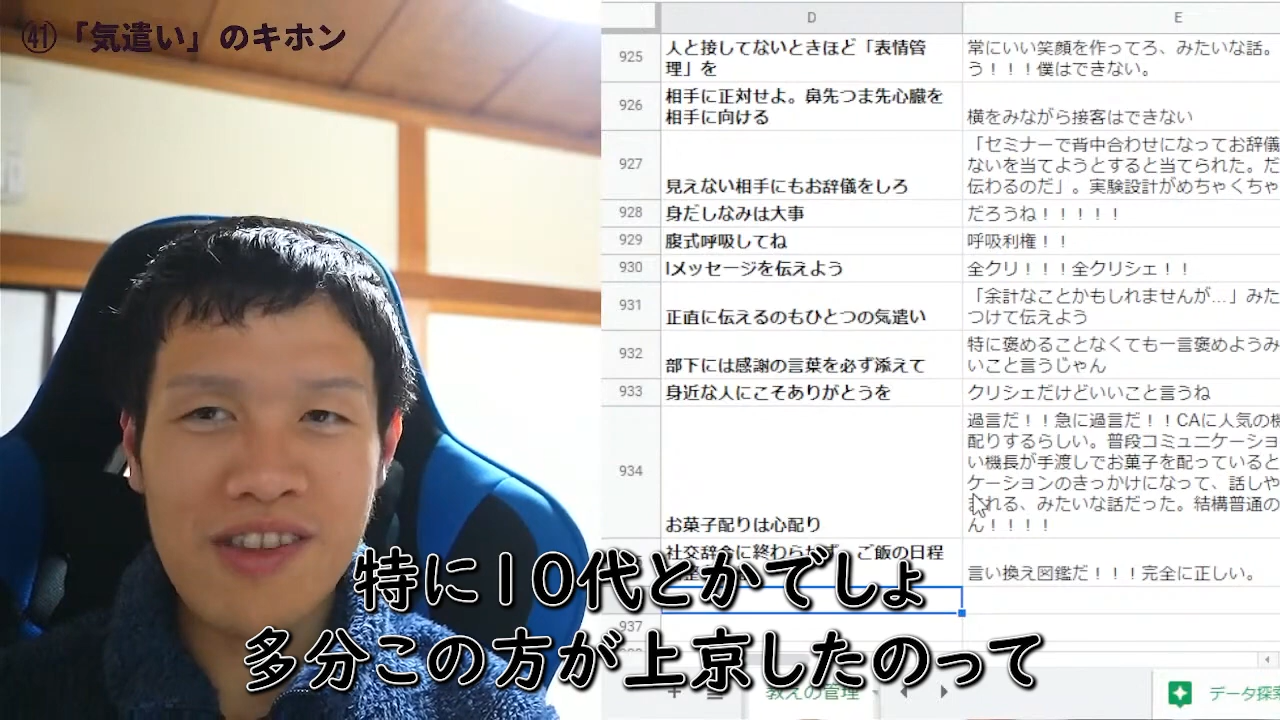 ㊶「気遣い」のキホン
D
E
925
人と接してないときほど「表情管
理」を
常にいい笑顔を作ってろ、みたいな話。
う！！！僕はできない。
926
相手に正対せよ。鼻先つま先心臓を
相手に向ける
横をみながら接客はできない
927
見えない相手にもお辞儀をしろ
「セミナーで背中合わせになってお辞儀
ないを当てようとすると当てられた。だ
伝わるのだ」。実験設計がめちゃくちゃ
928
身だしなみは大事
だろうね！！！！！
929
腹式呼吸してね
呼吸利権！！
930
Iメッセージを伝えよう
全クリ！！！全クリシェ！！
931
正直に伝えるのもひとつの気遣い
「余計なことかもしれませんが…」みた
つけて伝えよう
932
部下には感謝の言葉を必ず添えて
特に褒めることなくても一言褒めようみ
いこと言うじゃん
933
身近な人にこそありがとうを
クリシェだけどいいこと言うね
934
お菓子配りは心配り
過言だ！！急に過言だ！！CAに人気の機
配りするらしい。普段コミュニケーショ
い機長が手渡しでお菓子を配っていると
ケーションのきっかけになって、話しや
れる、みたいな話だった。結構普通の
ん！！！！
社交辞令に終わらせず、ご飯の日程
言い換え図鑑だ！！！完全に正しい。
937
特に10代とかでしょ
多分この方が上京したのって
教えの管理
データ探索